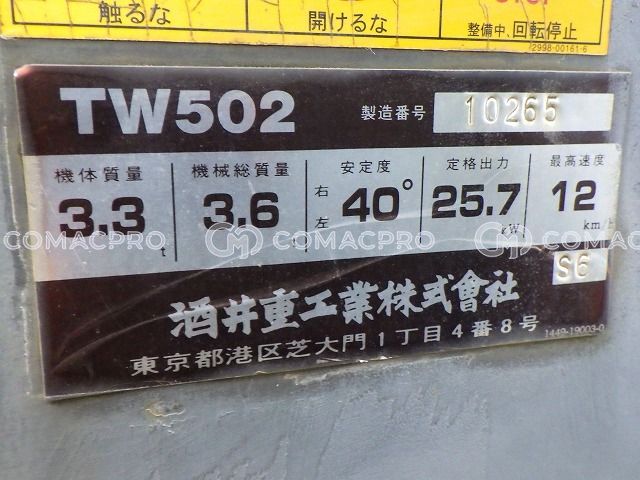 触るな
開けるな
整備中、回転停止
2998-00161-6
TW502
製造番号 10265
機体質量 機械総質量 安定度 定格出力 最高速度
3.3 t 3.6 右左 40° 25.7 kW 12 km/h
S6
酒井重工業株式會社
1449-19003-0
東京都港区芝大門1丁目4番8号
COMACPRO COMACPRO COMACPRO